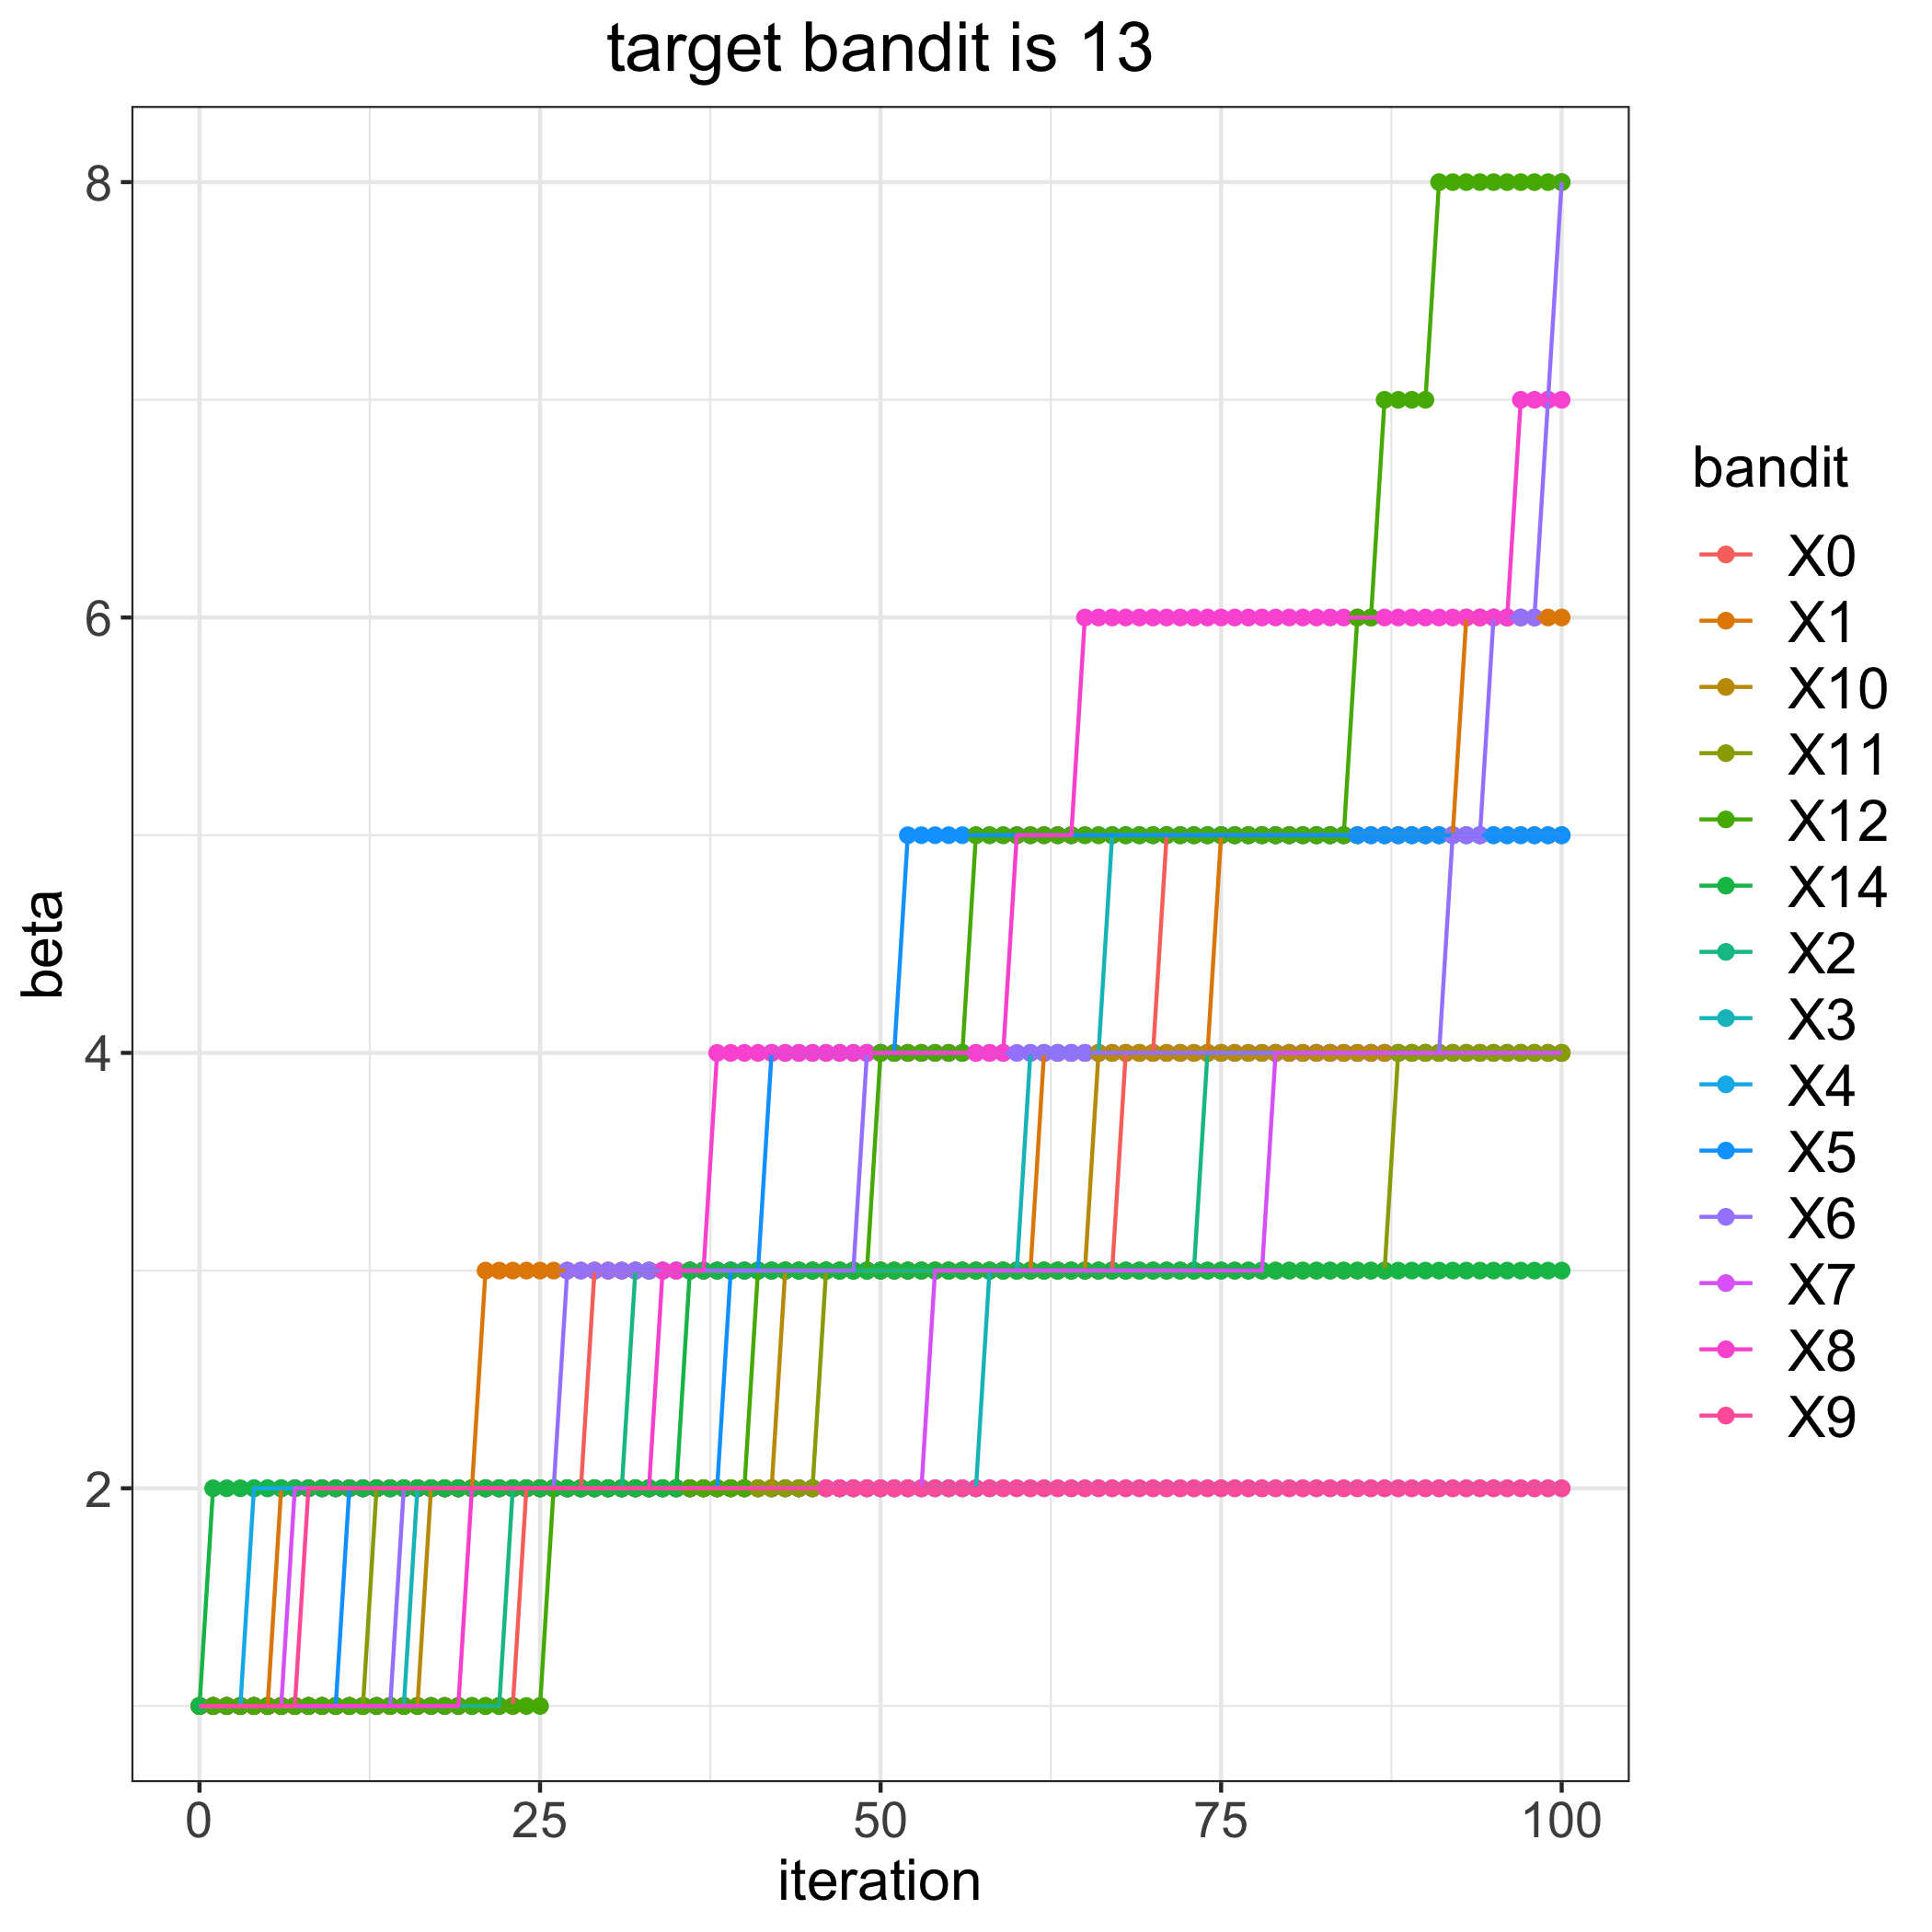 target bandit is 13
8
6
4
2
beta
0 25 50 75 100
iteration
bandit
X0
X1
X10
X11
X12
X14
X2
X3
X4
X5
X6
X7
X8
X9